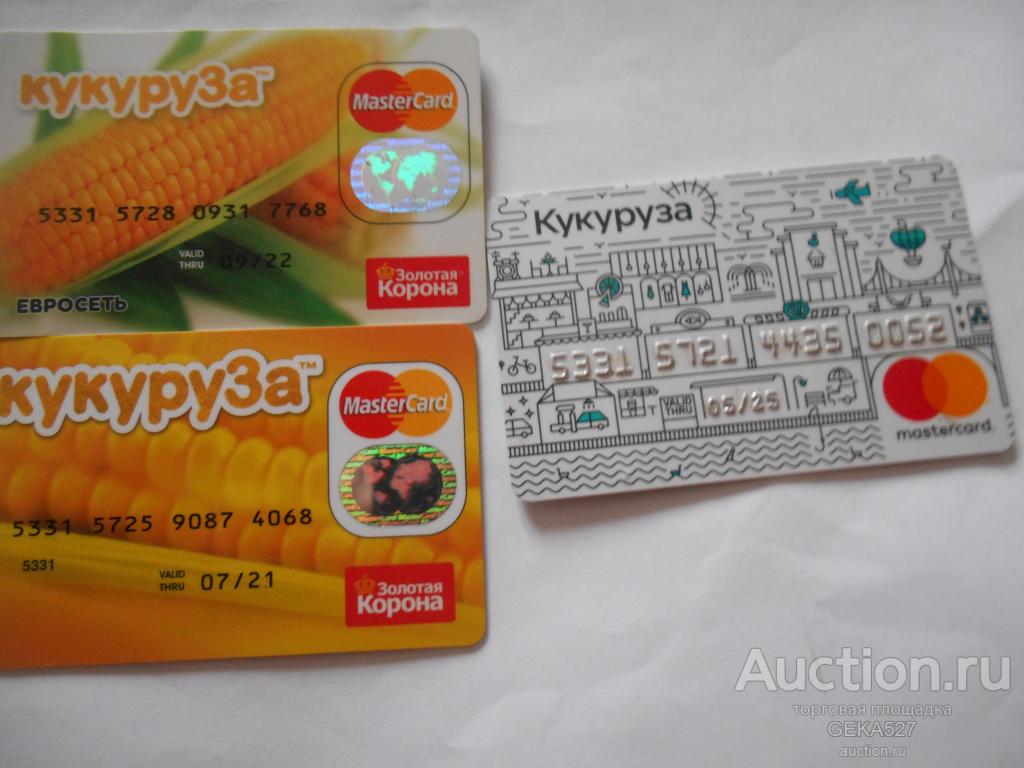 кукуруза™
MasterCard
5331 5728 0931 7768
VALID THRU 09/22
ЕВРОСЕТЬ
Золотая
Корона
кукуруза™
MasterCard
5331 5725 9087 4068
5331
VALID THRU 07/21
Золотая
Корона
Кукуруза
5331 5721 4435 0052
VALID THRU 05/25
mastercard.
Auction.ru
торговая площадка
GEKA527
auction.ru